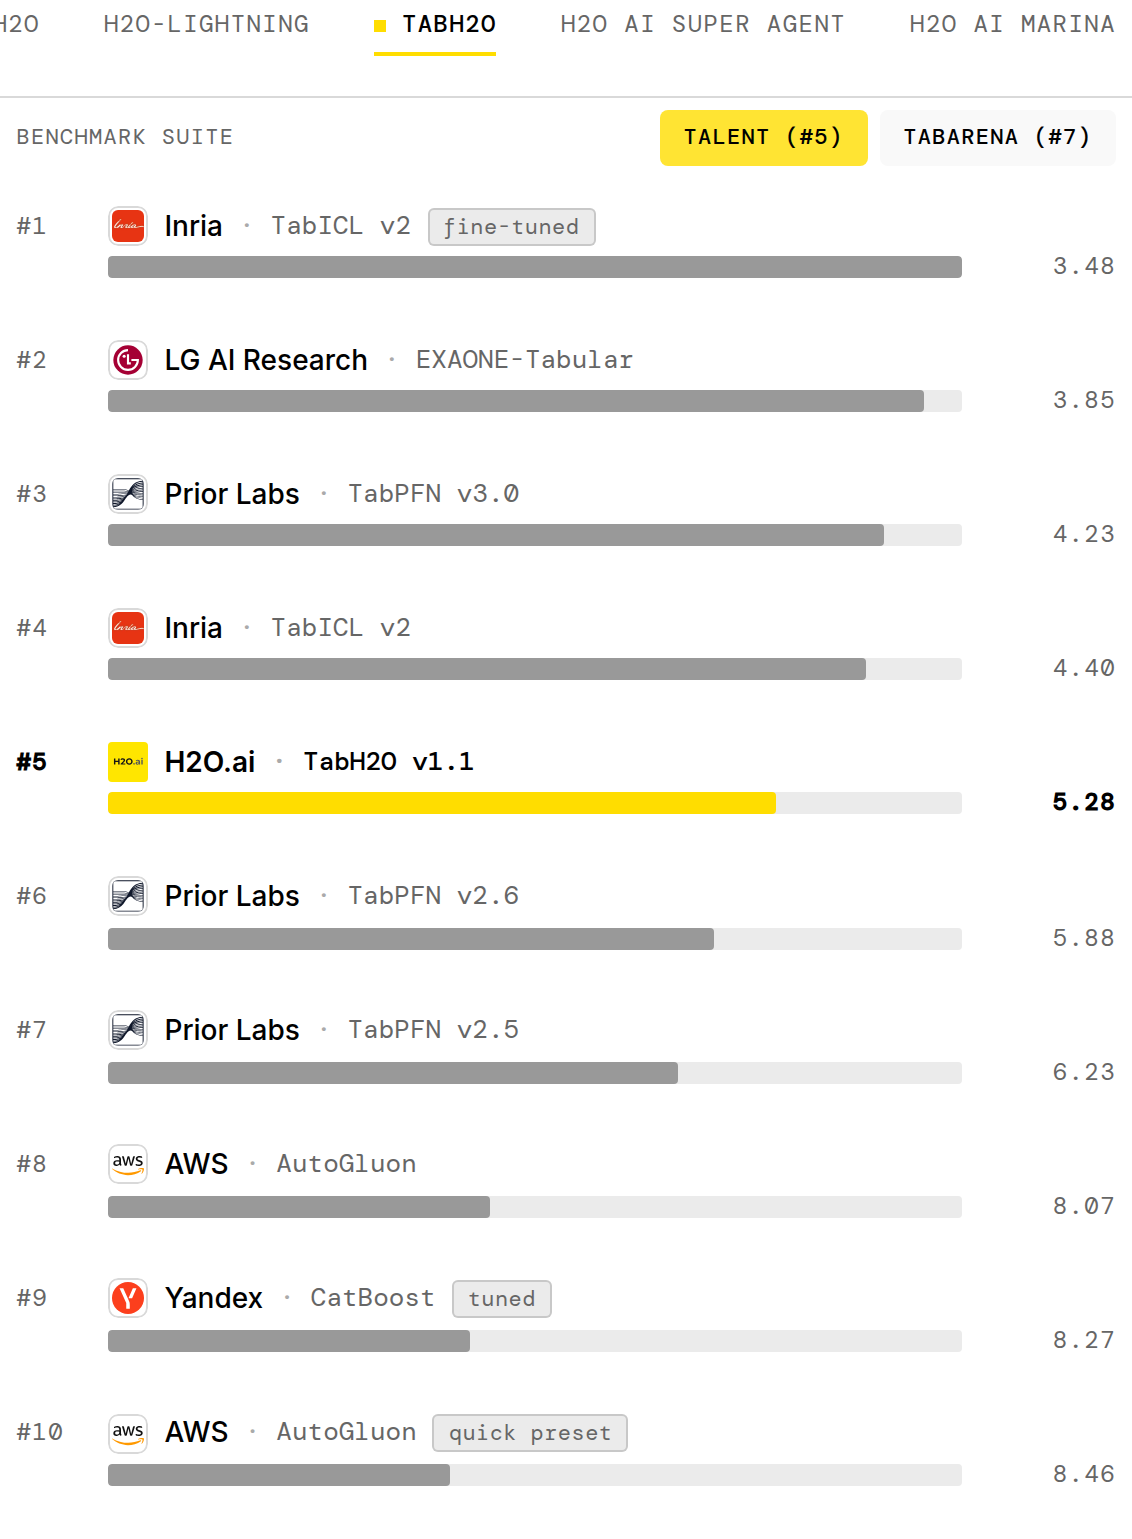 H2O H2O-LIGHTNING TABH2O H2O AI SUPER AGENT H2O AI MARINA
BENCHMARK SUITE TALENT (#5) TABARENA (#7)
#1 Inria · TabICL v2 fine-tuned
3.48
#2 LG AI Research · EXAONE-Tabular
3.85
#3 Prior Labs · TabPFN v3.0
4.23
#4 Inria · TabICL v2
4.40
#5 H2O.ai H2O.ai · TabH2O v1.1
5.28
#6 Prior Labs · TabPFN v2.6
5.88
#7 Prior Labs · TabPFN v2.5
6.23
#8 aws AWS · AutoGluon
8.07
#9 Yandex · CatBoost tuned
8.27
#10 aws AWS · AutoGluon quick preset
8.46